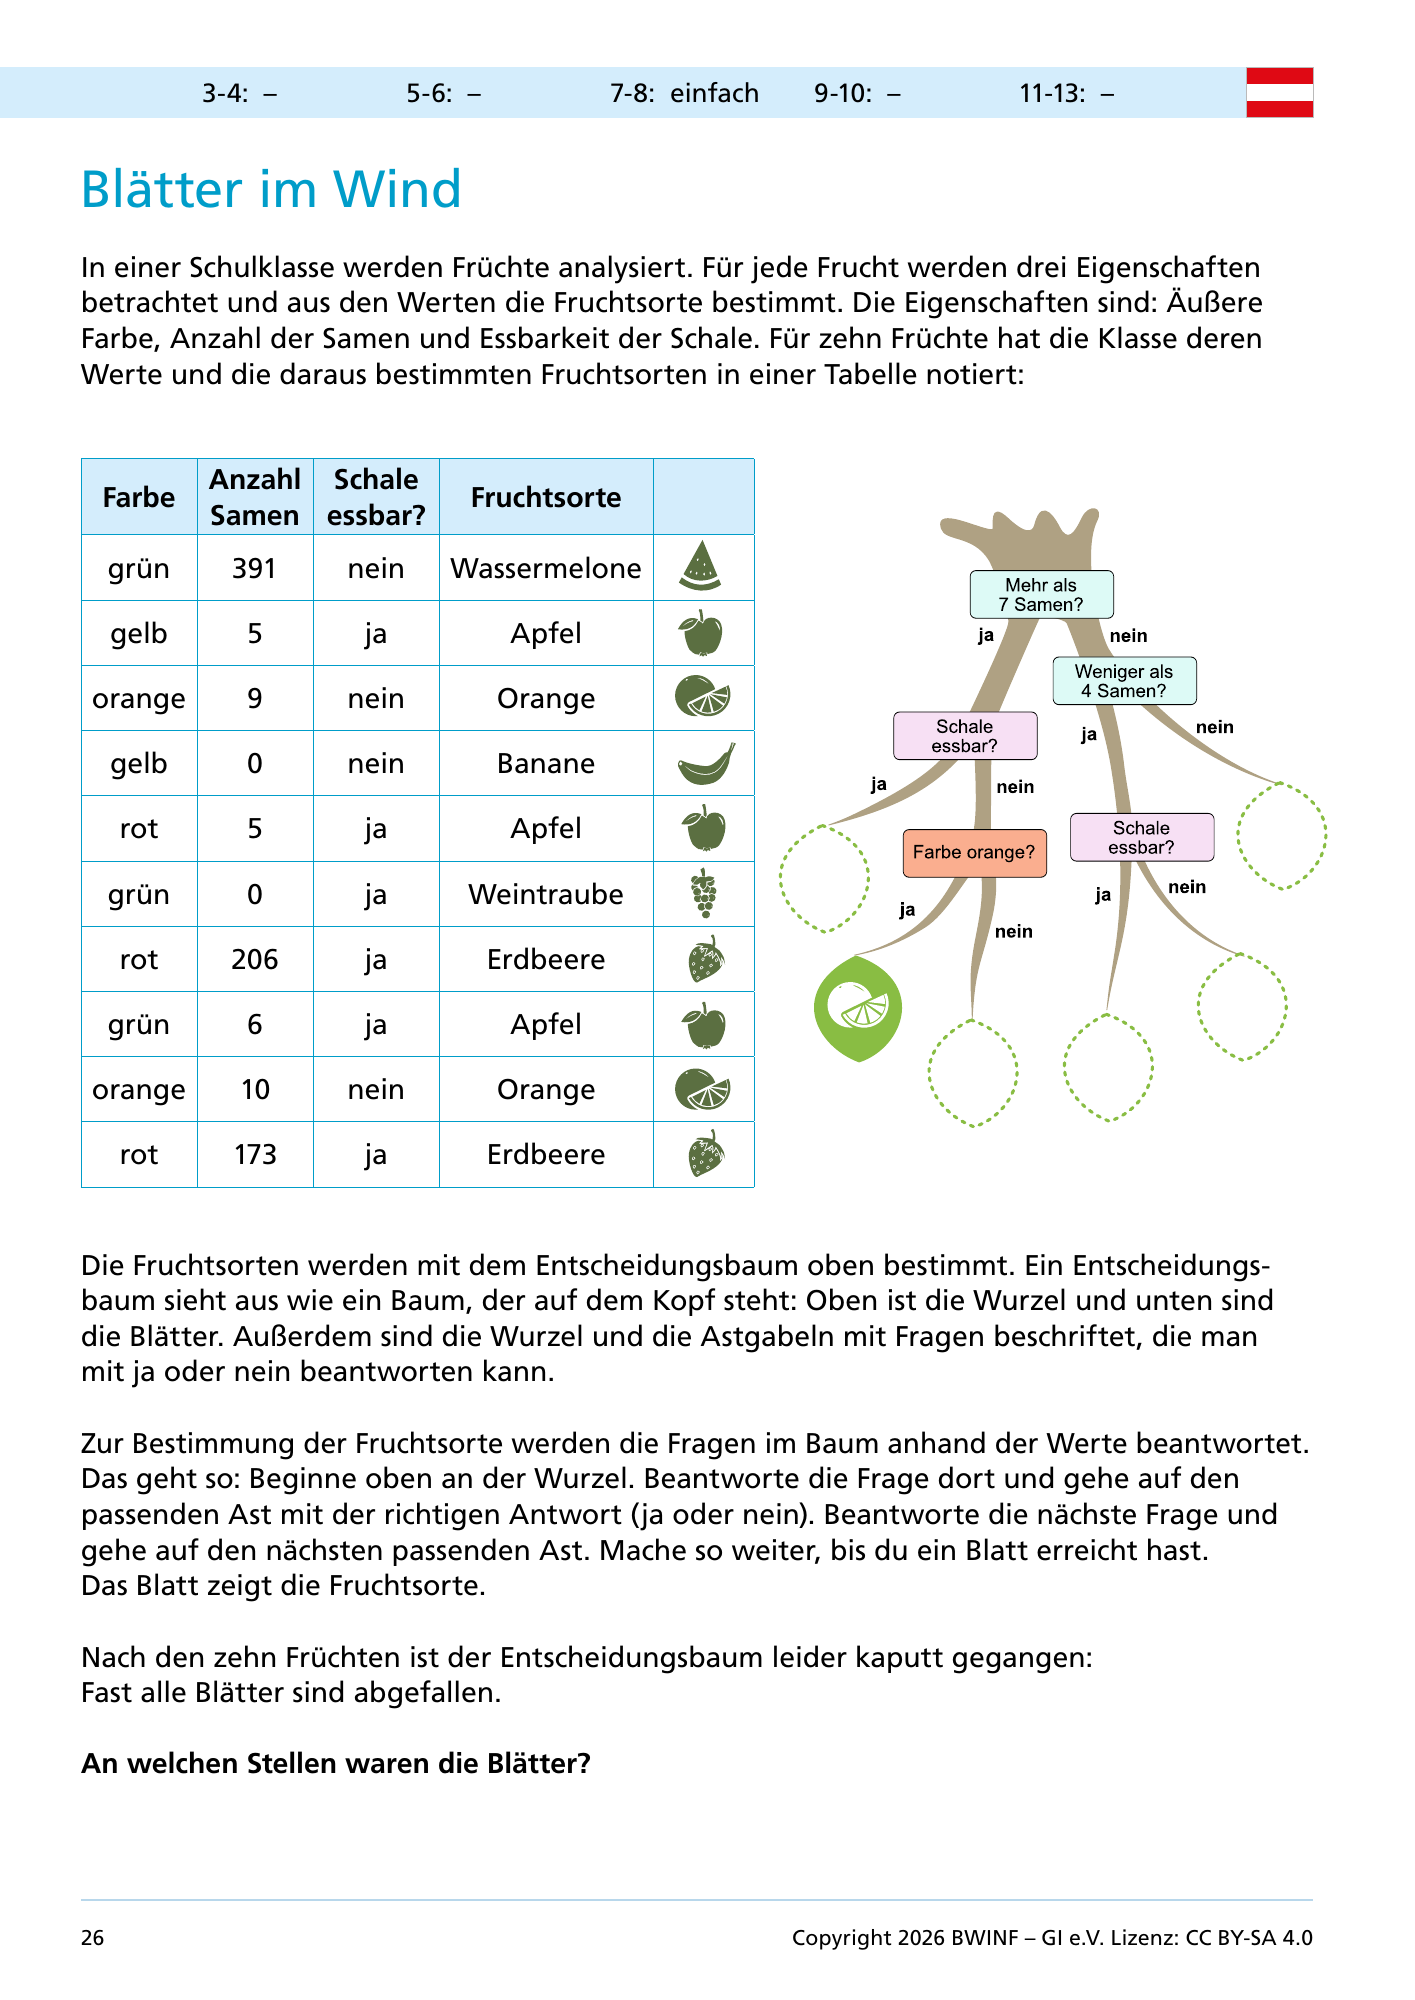 3-4: –
5-6: –
7-8: einfach
9-10: –
11-13: –
Blätter im Wind
In einer Schulklasse werden Früchte analysiert. Für jede Frucht werden drei Eigenschaften
betrachtet und aus den Werten die Fruchtsorte bestimmt. Die Eigenschaften sind: Äußere
Farbe, Anzahl der Samen und Essbarkeit der Schale. Für zehn Früchte hat die Klasse deren
Werte und die daraus bestimmten Fruchtsorten in einer Tabelle notiert:
Farbe Anzahl Samen Schale essbar? Fruchtsorte
grün 391 nein Wassermelone
gelb 5 ja Apfel
orange 9 nein Orange
gelb 0 nein Banane
rot 5 ja Apfel
grün 0 ja Weintraube
rot 206 ja Erdbeere
grün 6 ja Apfel
orange 10 nein Orange
rot 173 ja Erdbeere
Mehr als
7 Samen?
ja
nein
Weniger als
4 Samen?
Schale
essbar?
ja
nein
ja
nein
Farbe orange?
Schale
essbar?
ja
nein
ja
nein
Die Fruchtsorten werden mit dem Entscheidungsbaum oben bestimmt. Ein Entscheidungs-
baum sieht aus wie ein Baum, der auf dem Kopf steht: Oben ist die Wurzel und unten sind
die Blätter. Außerdem sind die Wurzel und die Astgabeln mit Fragen beschriftet, die man
mit ja oder nein beantworten kann.
Zur Bestimmung der Fruchtsorte werden die Fragen im Baum anhand der Werte beantwortet.
Das geht so: Beginne oben an der Wurzel. Beantworte die Frage dort und gehe auf den
passenden Ast mit der richtigen Antwort (ja oder nein). Beantworte die nächste Frage und
gehe auf den nächsten passenden Ast. Mache so weiter, bis du ein Blatt erreicht hast.
Das Blatt zeigt die Fruchtsorte.
Nach den zehn Früchten ist der Entscheidungsbaum leider kaputt gegangen:
Fast alle Blätter sind abgefallen.
An welchen Stellen waren die Blätter?
26
Copyright 2026 BWINF – GI e.V. Lizenz: CC BY-SA 4.0